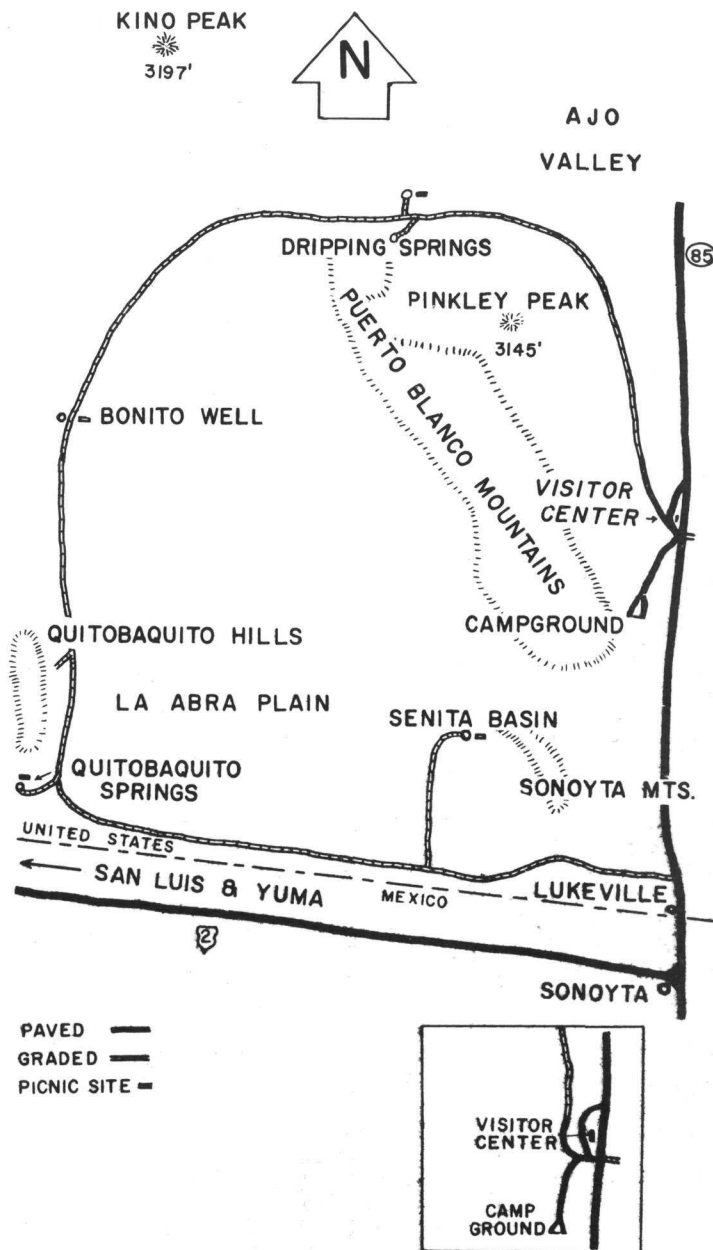 KINO PEAK
3197'
N
AJO
VALLEY
85
DRIPPING SPRINGS
PINKLEY PEAK
3145'
PUERTO BLANCO MOUNTAINS
BONITO WELL
VISITOR
CENTER
CAMPGROUND
QUITOBAQUITO HILLS
LA ABRA PLAIN
SENITA BASIN
QUITOBAQUITO
SPRINGS
SONOYTA MTS.
UNITED STATES
SAN LUIS & YUMA
MEXICO
LUKEVILLE
2
SONOYTA
PAVED
GRADED
PICNIC SITE
VISITOR
CENTER
CAMP
GROUND